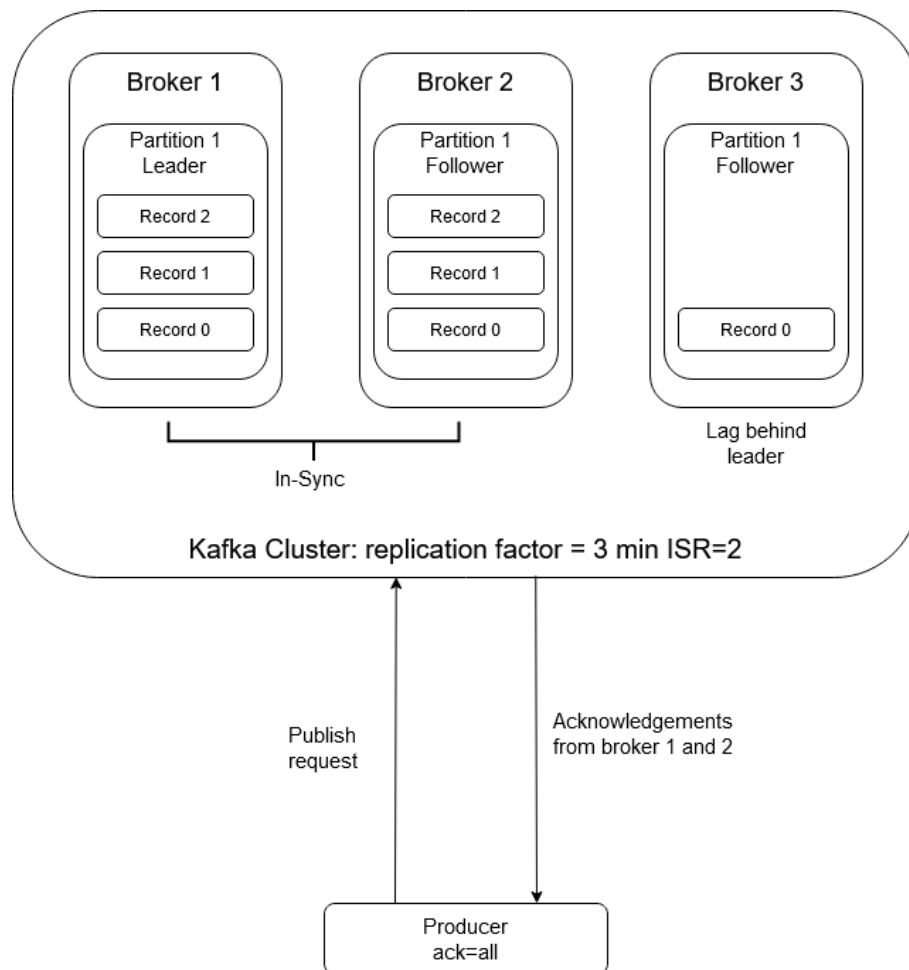 Broker 1
Partition 1
Leader
Record 2
Record 1
Record 0
Broker 2
Partition 1
Follower
Record 2
Record 1
Record 0
Broker 3
Partition 1
Follower
Record 0
In-Sync
Lag behind
leader
Kafka Cluster: replication factor = 3 min ISR=2
Publish
request
Acknowledgements
from broker 1 and 2
Producer
ack=all